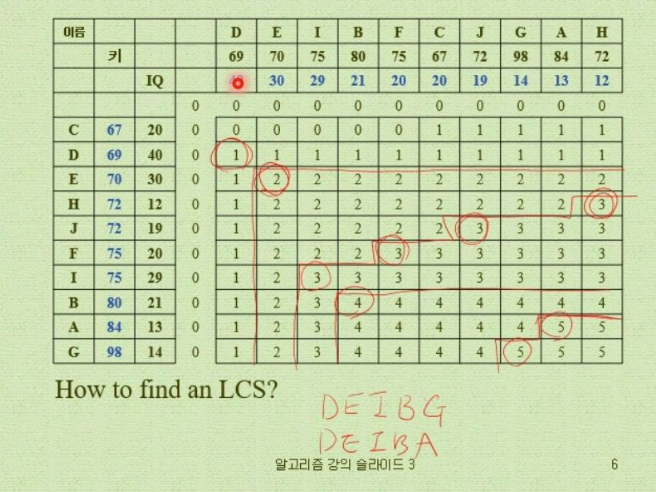 이름 D E I B F C J G A H
키 69 70 75 80 75 67 72 98 84 72
IQ 30 29 21 20 20 19 14 13 12
0 0 0 0 0 0 0 0 0 0 0
C 67 20 0 0 0 0 0 0 1 1 1 1 1
D 69 40 0 1 1 1 1 1 1 1 1 1 1
E 70 30 0 1 2 2 2 2 2 2 2 2 2
H 72 12 0 1 2 2 2 2 2 2 2 2 3
J 72 19 0 1 2 2 2 2 2 3 3 3 3
F 75 20 0 1 2 2 2 3 3 3 3 3 3
I 75 29 0 1 2 3 3 3 3 3 3 3 3
B 80 21 0 1 2 3 4 4 4 4 4 4 4
A 84 13 0 1 2 3 4 4 4 4 4 5 5
G 98 14 0 1 2 3 4 4 4 4 5 5 5
How to find an LCS?
DEIBG
DEIBA
알고리즘 강의 슬라이드 3 6